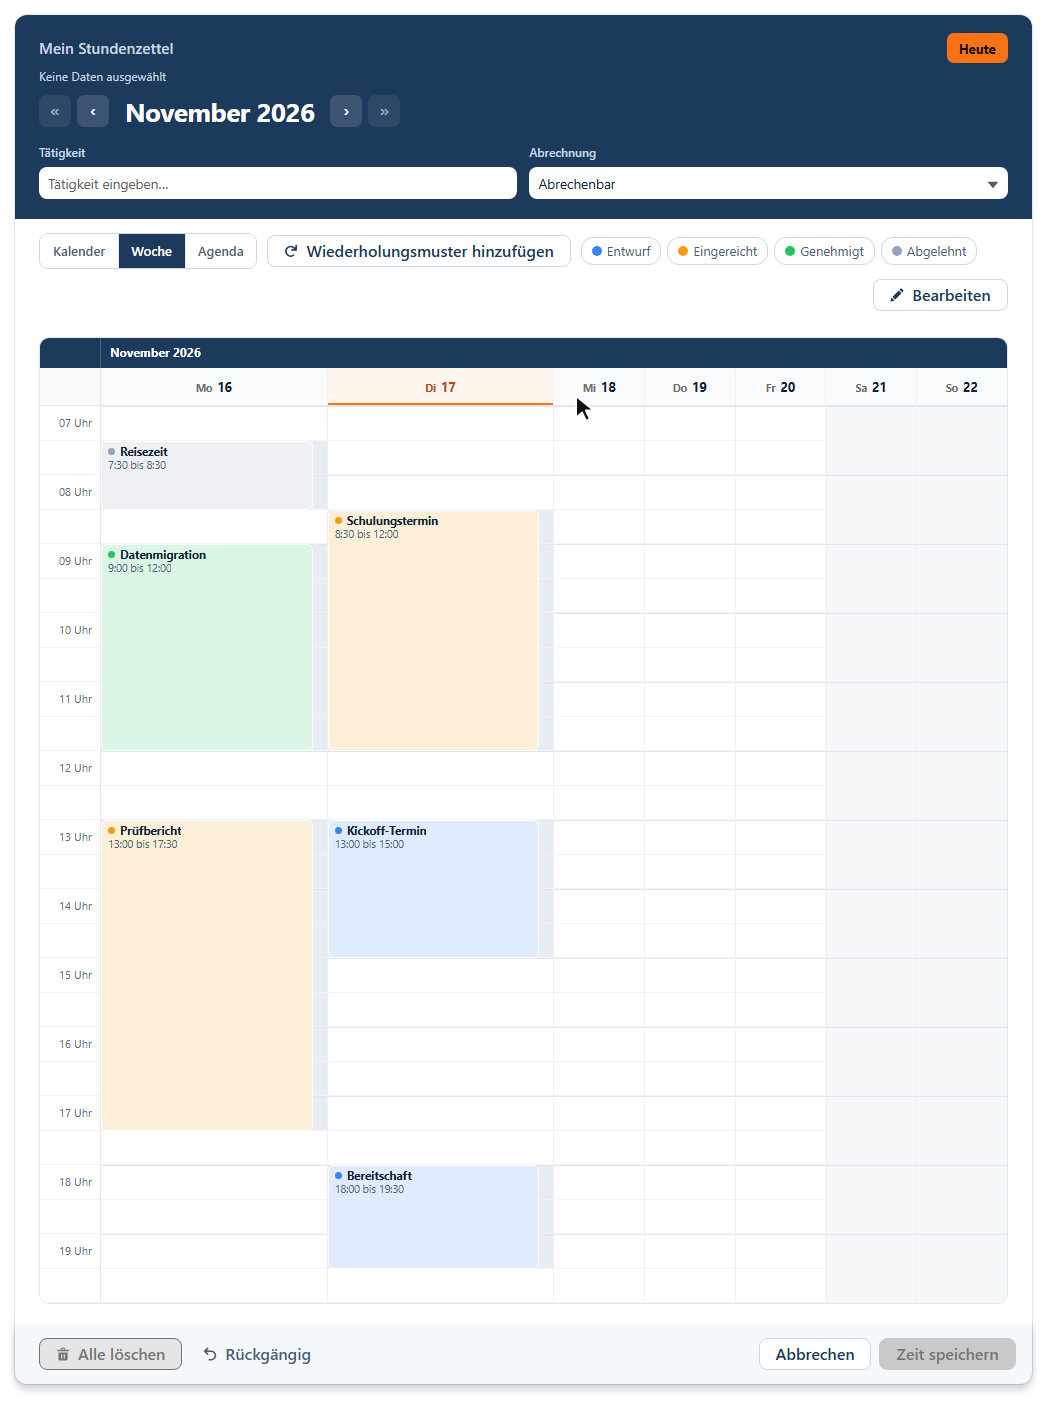 Mein Stundenzettel
Heute
Keine Daten ausgewählt
« ‹ November 2026 › »
Tätigkeit
Abrechnung
Tätigkeit eingeben...
Abrechenbar
Kalender Woche Agenda
Wiederholungsmuster hinzufügen
Entwurf Eingereicht Genehmigt Abgelehnt
Bearbeiten
November 2026
Mo 16 Di 17 Mi 18 Do 19 Fr 20 Sa 21 So 22
07 Uhr
Reisezeit
7:30 bis 8:30
08 Uhr
Schulungstermin
8:30 bis 12:00
09 Uhr
Datenmigration
9:00 bis 12:00
10 Uhr
11 Uhr
12 Uhr
13 Uhr
Prüfbericht
13:00 bis 17:30
Kickoff-Termin
13:00 bis 15:00
14 Uhr
15 Uhr
16 Uhr
17 Uhr
18 Uhr
Bereitschaft
18:00 bis 19:30
19 Uhr
Alle löschen Rückgängig Abbrechen Zeit speichern